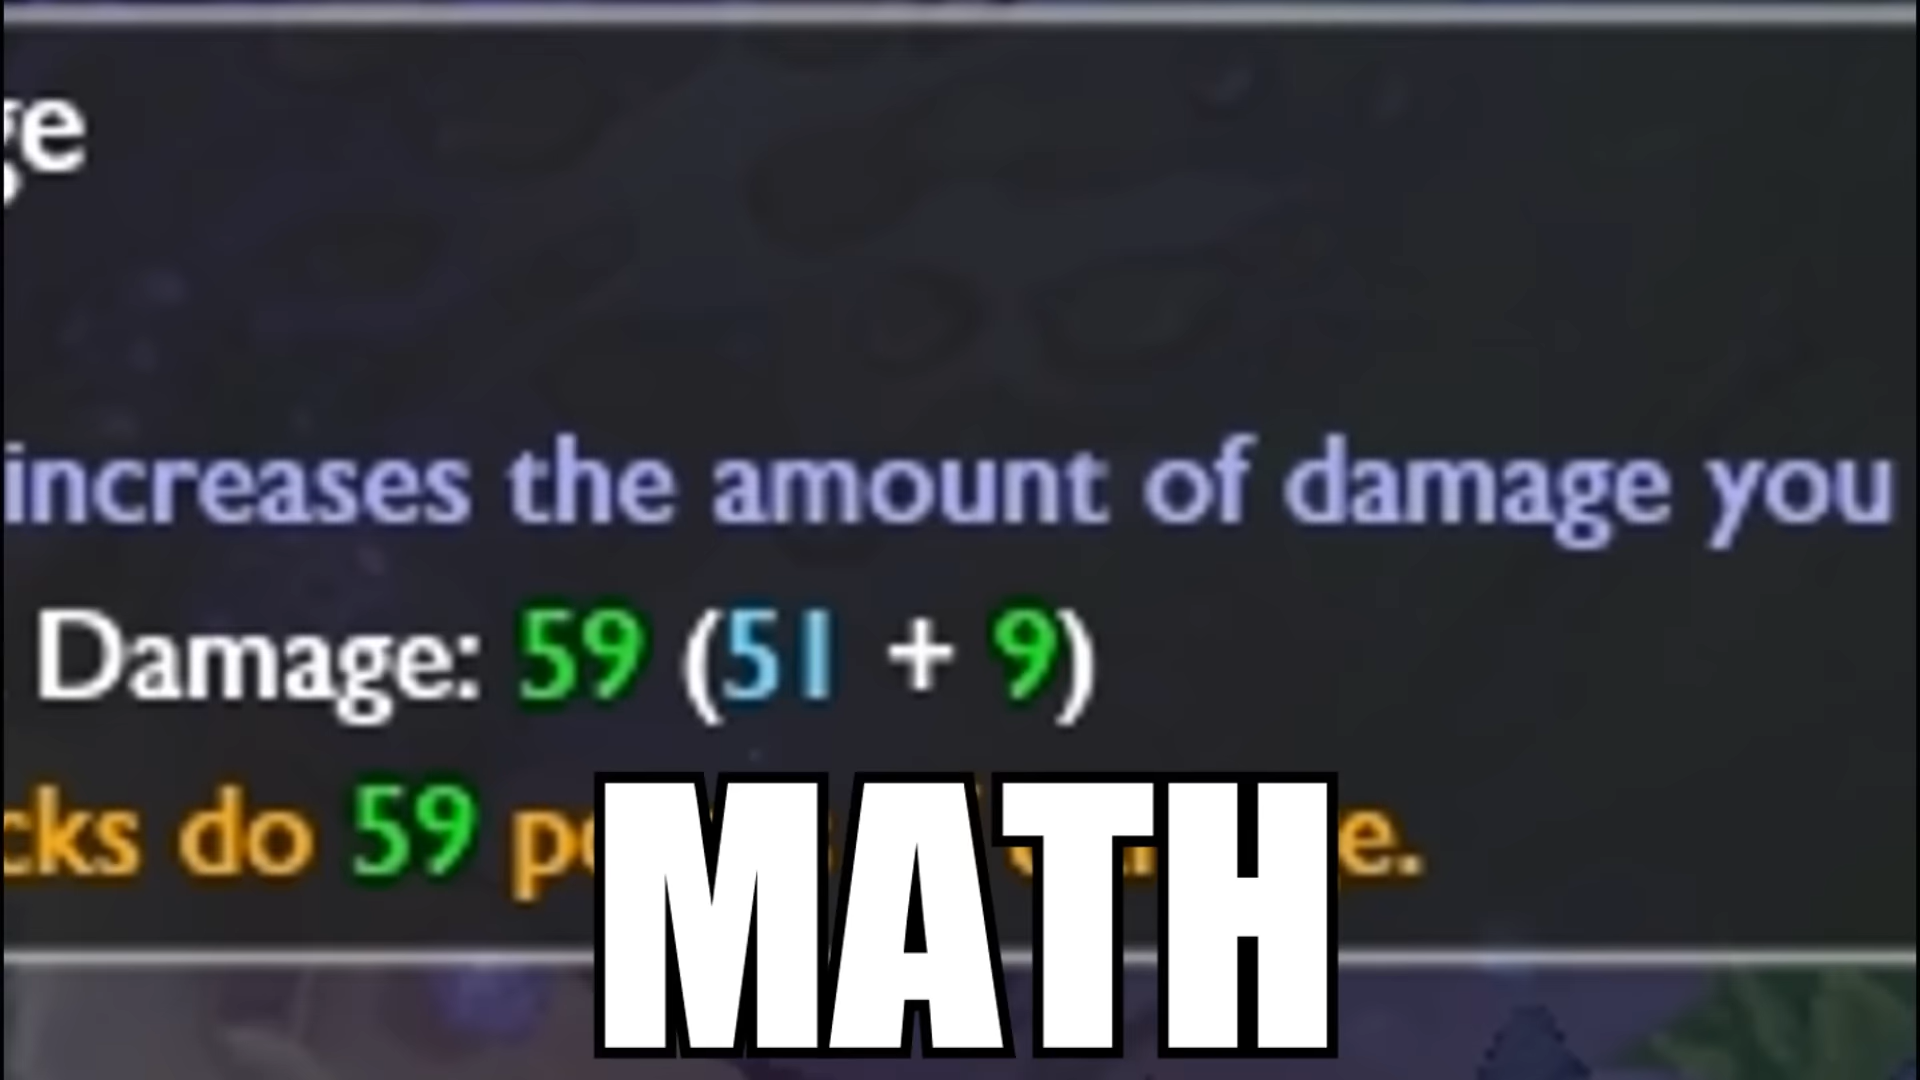 ge
increases the amount of damage you
Damage: 59 (51 + 9)
cks do 59
MATH